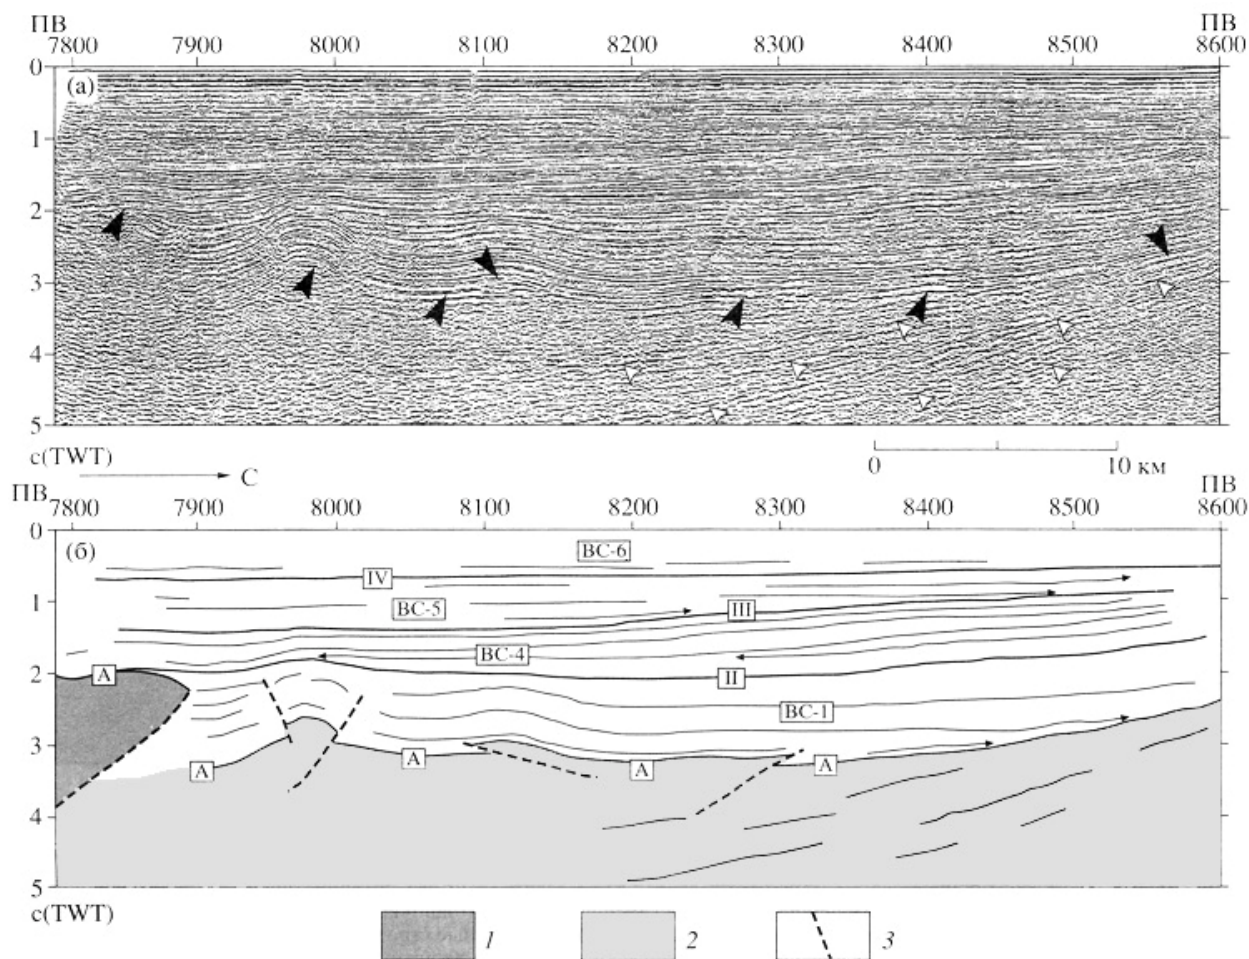 ПВ ПВ
7800 7900 8000 8100 8200 8300 8400 8500 8600
0
(а)
1
2
3
4
5
с(TWT)
0 10 км
С
ПВ ПВ
7800 7900 8000 8100 8200 8300 8400 8500 8600
0
(б) ВС-6
IV
1 ВС-5 III
ВС-4
2 А II
ВС-1
3
А А А А
4
5
с(TWT)
1 2 3